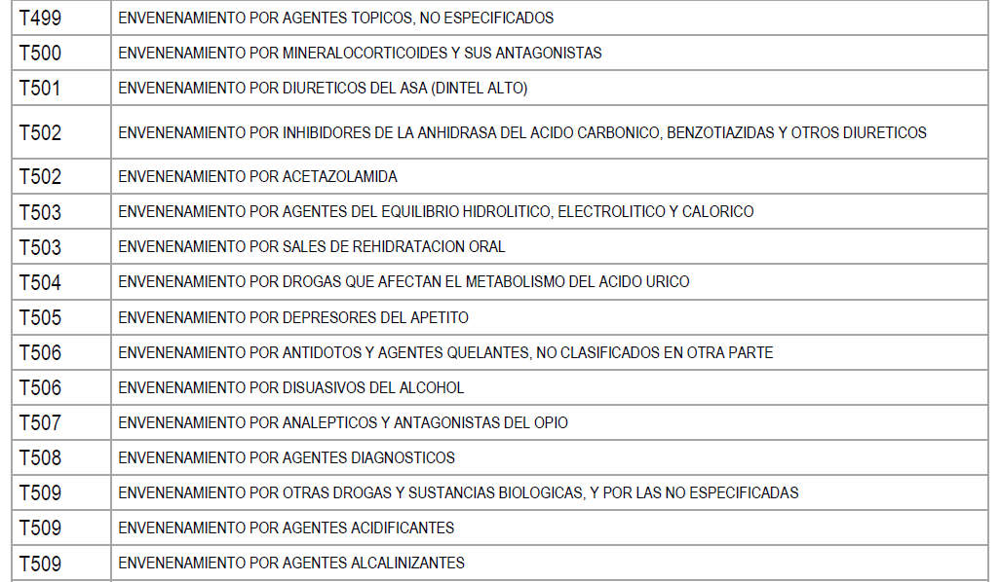 T499 ENVENENAMIENTO POR AGENTES TOPICOS, NO ESPECIFICADOS
T500 ENVENENAMIENTO POR MINERALOCORTICOIDES Y SUS ANTAGONISTAS
T501 ENVENENAMIENTO POR DIURETICOS DEL ASA (DINTEL ALTO)
T502 ENVENENAMIENTO POR INHIBIDORES DE LA ANHIDRASA DEL ACIDO CARBONICO, BENZOTIAZIDAS Y OTROS DIURETICOS
T502 ENVENENAMIENTO POR ACETAZOLAMIDA
T503 ENVENENAMIENTO POR AGENTES DEL EQUILIBRIO HIDROLITICO, ELECTROLITICO Y CALORICO
T503 ENVENENAMIENTO POR SALES DE REHIDRATACION ORAL
T504 ENVENENAMIENTO POR DROGAS QUE AFECTAN EL METABOLISMO DEL ACIDO URICO
T505 ENVENENAMIENTO POR DEPRESORES DEL APETITO
T506 ENVENENAMIENTO POR ANTIDOTOS Y AGENTES QUELANTES, NO CLASIFICADOS EN OTRA PARTE
T506 ENVENENAMIENTO POR DISUASIVOS DEL ALCOHOL
T507 ENVENENAMIENTO POR ANALEPTICOS Y ANTAGONISTAS DEL OPIO
T508 ENVENENAMIENTO POR AGENTES DIAGNOSTICOS
T509 ENVENENAMIENTO POR OTRAS DROGAS Y SUSTANCIAS BIOLOGICAS, Y POR LAS NO ESPECIFICADAS
T509 ENVENENAMIENTO POR AGENTES ACIDIFICANTES
T509 ENVENENAMIENTO POR AGENTES ALCALINIZANTES